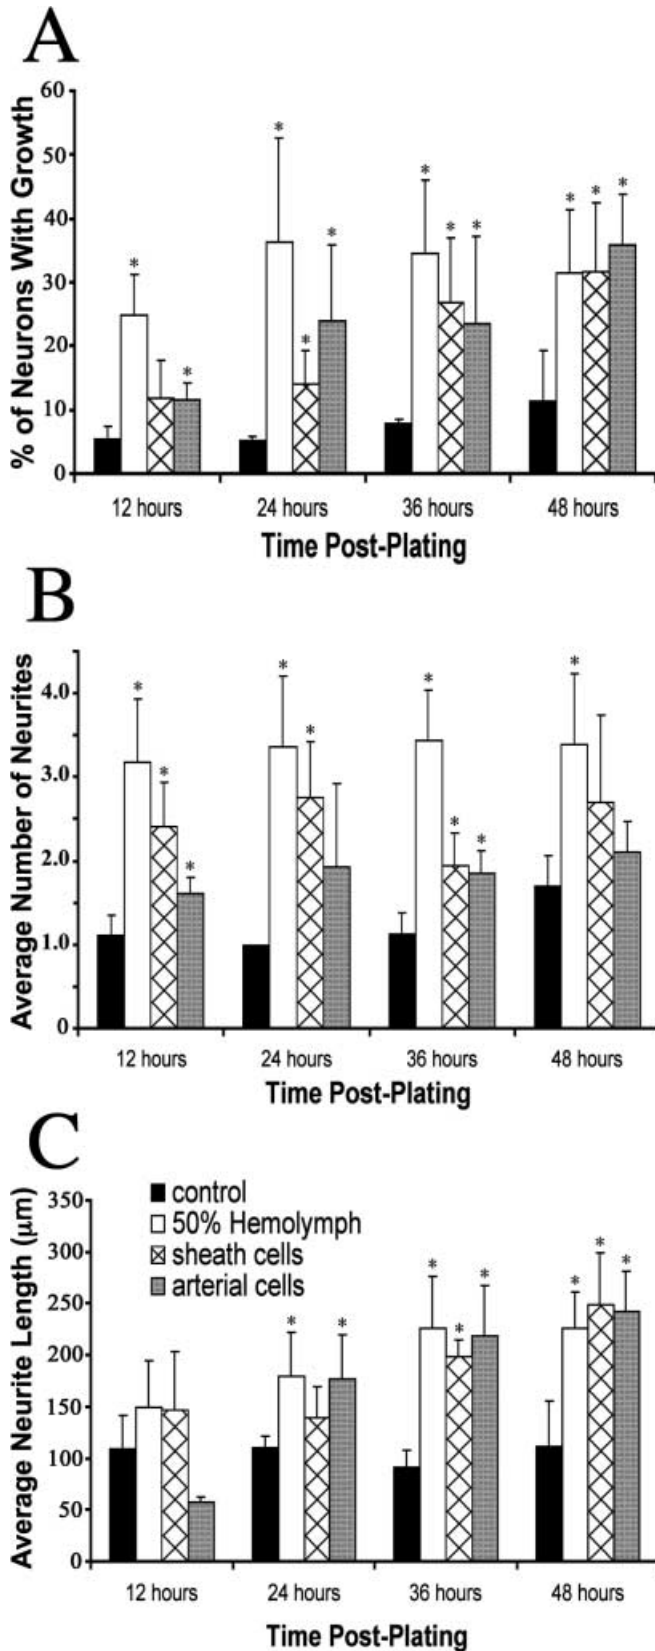 A
% of Neurons With Growth
60
50
40
30
20
10
0
* * * * * * * * * * *
12 hours 24 hours 36 hours 48 hours
Time Post-Plating
B
Average Number of Neurites
4.0
3.0
2.0
1.0
0
* * * * * * * * *
12 hours 24 hours 36 hours 48 hours
Time Post-Plating
C
Average Neurite Length (μm)
350
300
250
200
150
100
50
0
control
50% Hemolymph
sheath cells
arterial cells
* * * * * * * *
12 hours 24 hours 36 hours 48 hours
Time Post-Plating